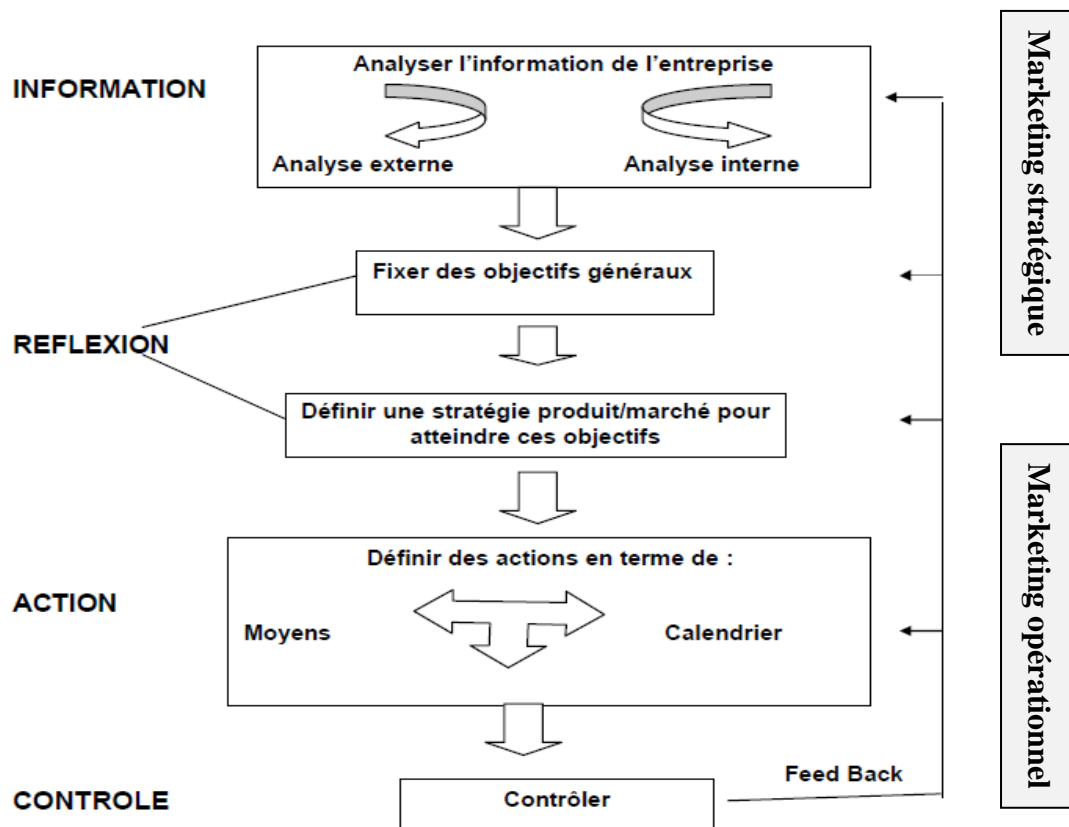 Analyser l'information de l'entreprise
INFORMATION
Analyse externe
Analyse interne
Fixer des objectifs généraux
REFLEXION
Définir une stratégie produit/marché pour
atteindre ces objectifs
Définir des actions en terme de :
ACTION
Moyens
Calendrier
Feed Back
CONTROLE
Contrôler
Marketing stratégique
Marketing opérationnel